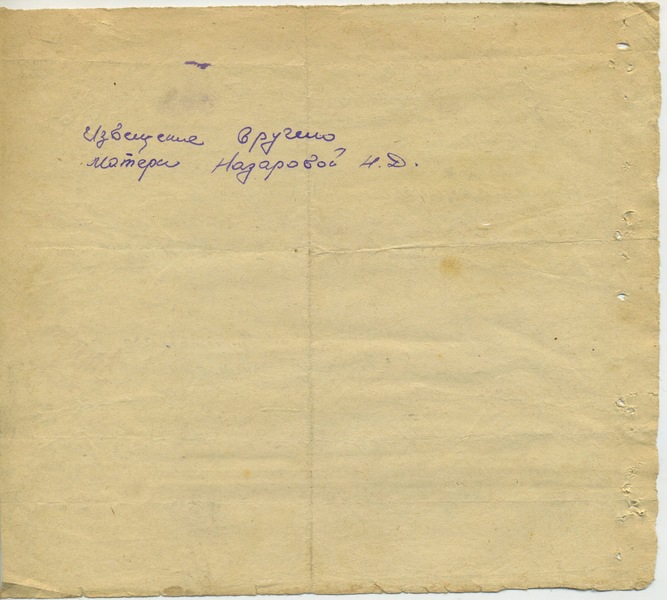 Извещение вручено
матери Назаровой Н.Д.